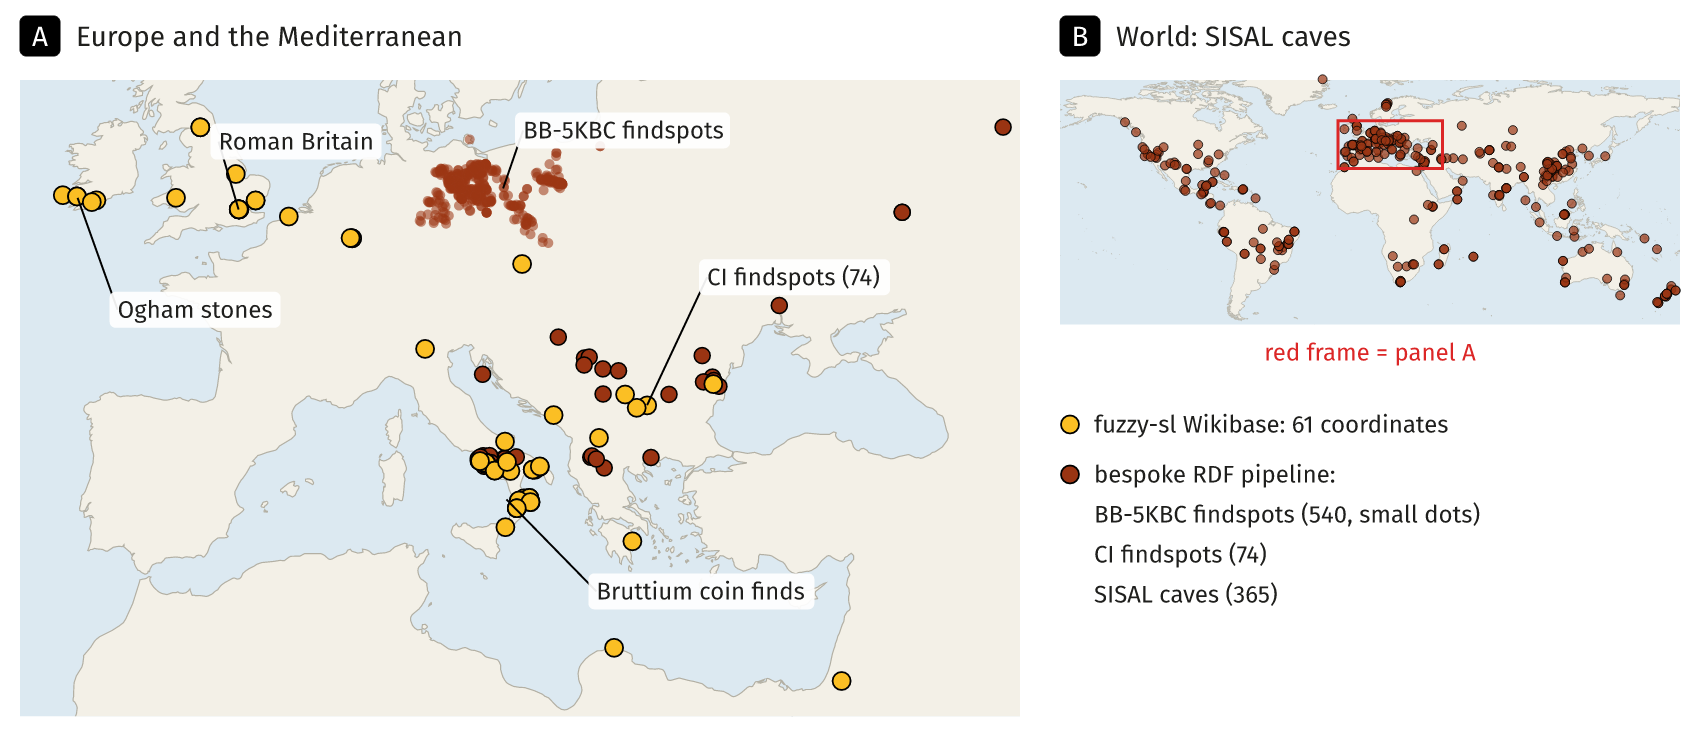 A Europe and the Mediterranean
Roman Britain
BB-5KBC findspots
Ogham stones
CI findspots (74)
Bruttium coin finds
B World: SISAL caves
red frame = panel A
fuzzy-sl Wikibase: 61 coordinates
bespoke RDF pipeline:
BB-5KBC findspots (540, small dots)
CI findspots (74)
SISAL caves (365)